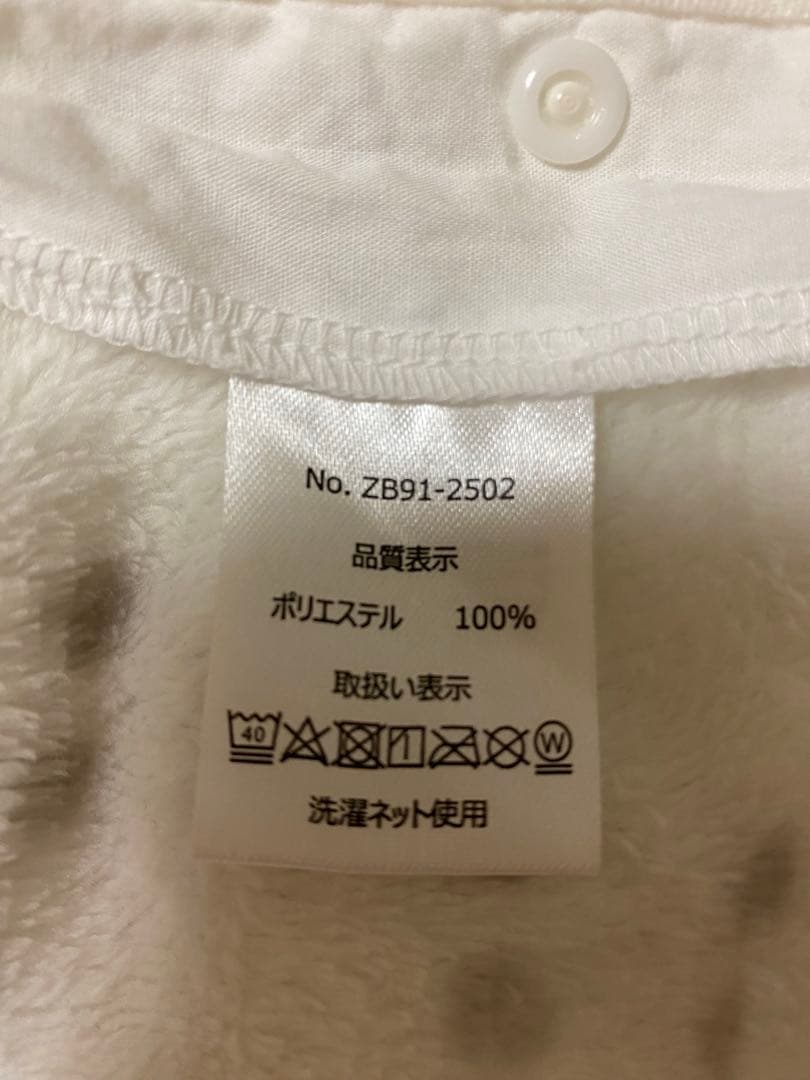 No. ZB91-2502
品質表示
ポリエステル 100%
取扱い表示
40 W
洗濯ネット使用